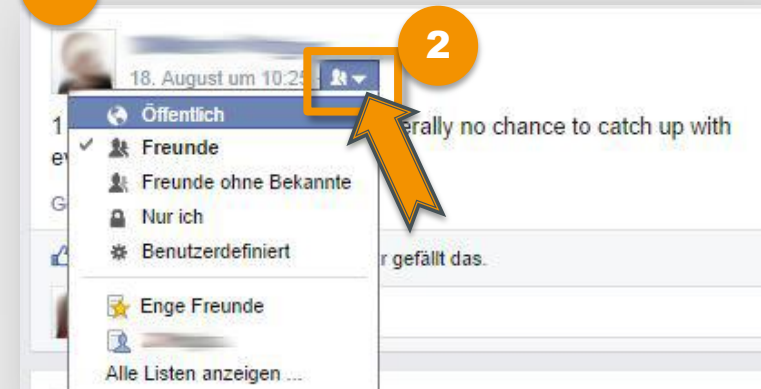 2
18. August um 10:25
Öffentlich
1 erally no chance to catch up with
Freunde
e
Freunde ohne Bekannte
G
Nur ich
Benutzerdefiniert
r gefällt das.
Enge Freunde
Alle Listen anzeigen ...